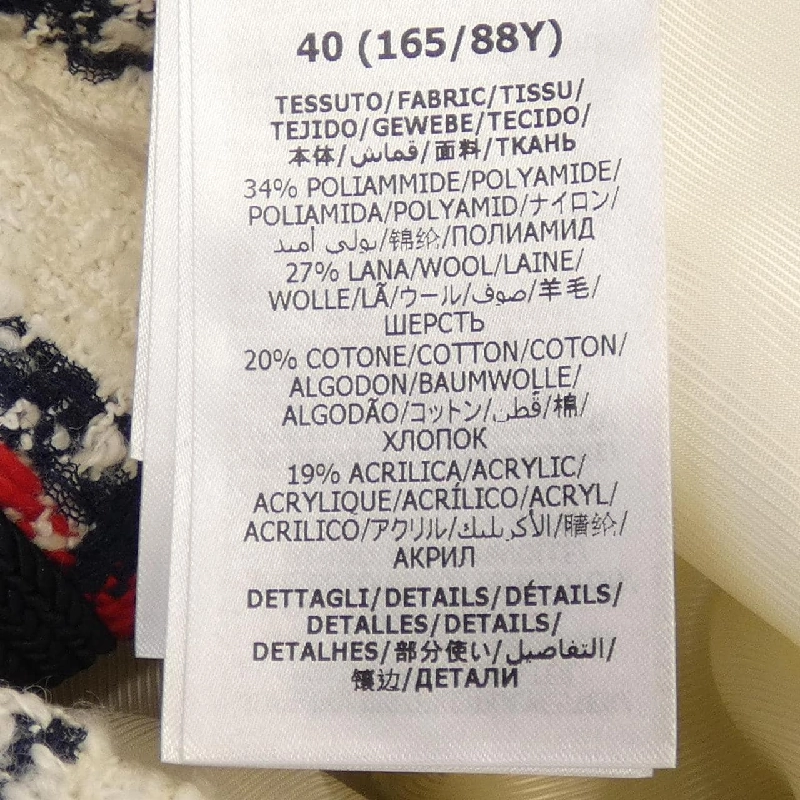 40 (165/88Y)
TESSUTO/FABRIC/TISSU/
TEJIDO/GEWEBE/TECIDO/
本体/قماش/面料/ТКАНЬ
34% POLIAMMIDE/POLYAMIDE/
POLIAMIDA/POLYAMID/ナイロン/
بولي أميد/锦纶/ПОЛИАМИД
27% LANA/WOOL/LAINE/
WOLLE/LÃ/ウール/صوف/羊毛/
ШЕРСТЬ
20% COTONE/COTTON/COTON/
ALGODON/BAUMWOLLE/
ALGODÃO/コットン/قطن/棉/
ХЛОПОК
19% ACRILICA/ACRYLIC/
ACRYLIQUE/ACRÍLICO/ACRYL/
ACRILICO/アクリル/الأكريليك/腈纶/
АКРИЛ
DETTAGLI/DETAILS/DÉTAILS/
DETALLES/DETAILS/
DETALHES/部分使い/التفاصيل/
镶边/ДЕТАЛИ